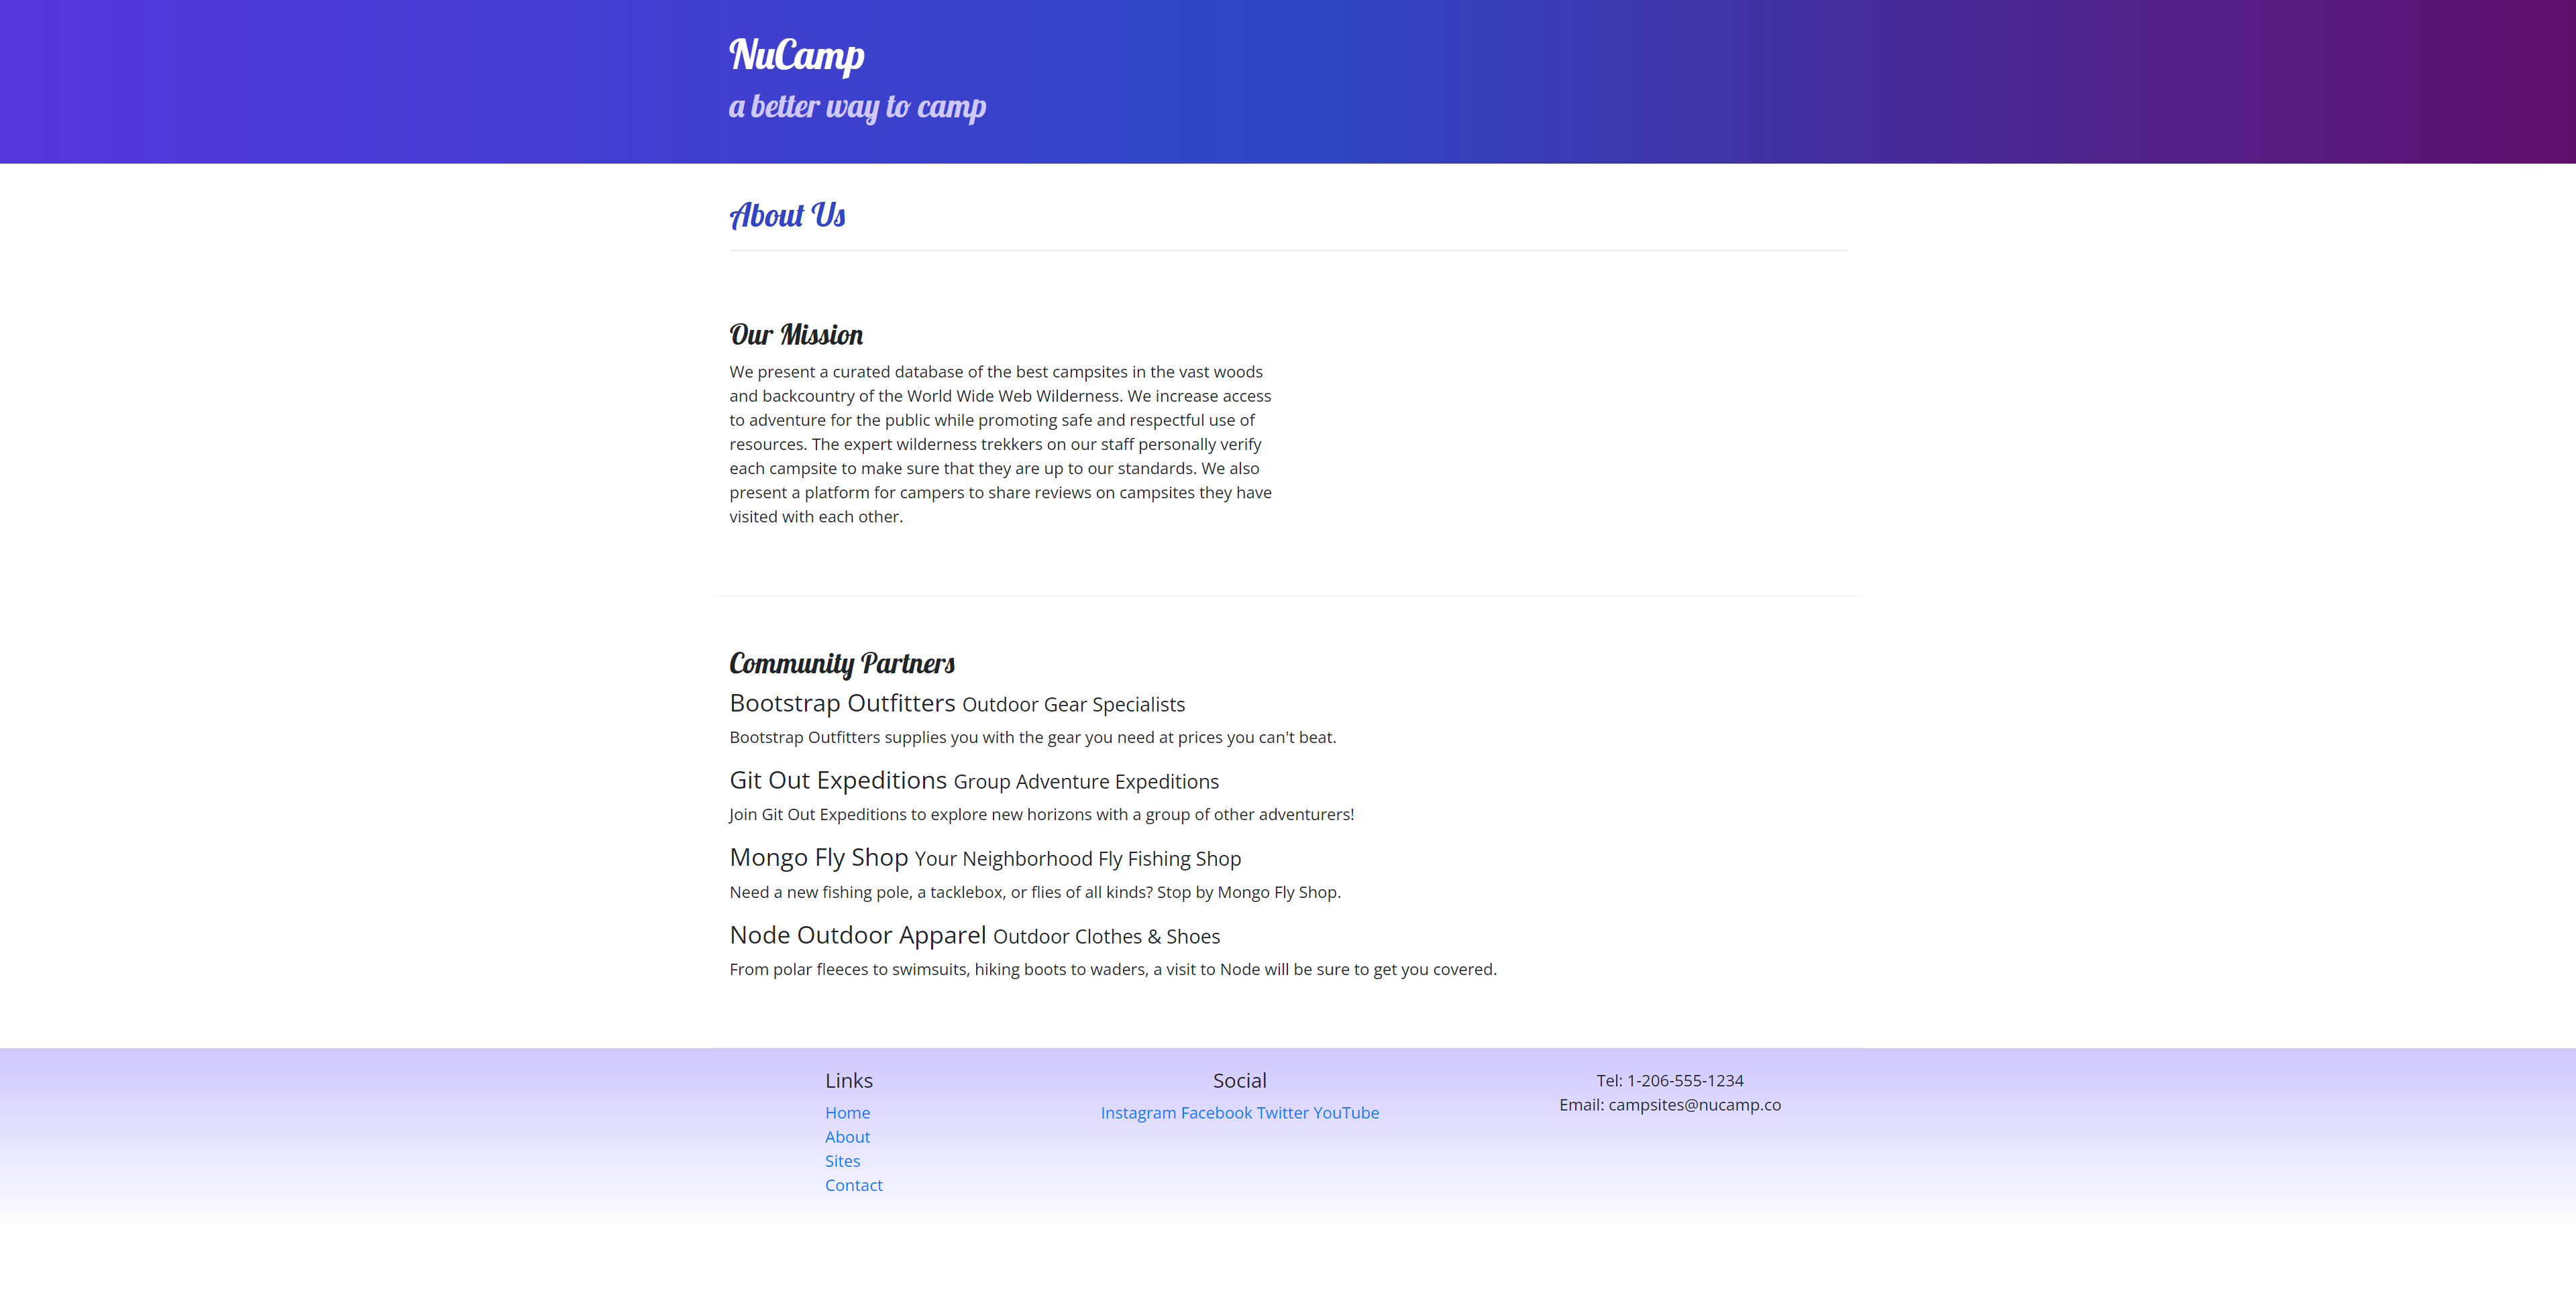 NuCamp
a better way to camp
About Us
Our Mission
We present a curated database of the best campsites in the vast woods
and backcountry of the World Wide Web Wilderness. We increase access
to adventure for the public while promoting safe and respectful use of
resources. The expert wilderness trekkers on our staff personally verify
each campsite to make sure that they are up to our standards. We also
present a platform for campers to share reviews on campsites they have
visited with each other.
Community Partners
Bootstrap Outfitters Outdoor Gear Specialists
Bootstrap Outfitters supplies you with the gear you need at prices you can't beat.
Git Out Expeditions Group Adventure Expeditions
Join Git Out Expeditions to explore new horizons with a group of other adventurers!
Mongo Fly Shop Your Neighborhood Fly Fishing Shop
Need a new fishing pole, a tacklebox, or flies of all kinds? Stop by Mongo Fly Shop.
Node Outdoor Apparel Outdoor Clothes & Shoes
From polar fleeces to swimsuits, hiking boots to waders, a visit to Node will be sure to get you covered.
Links
Home
About
Sites
Contact
Social
Instagram Facebook Twitter YouTube
Tel: 1-206-555-1234
Email: campsites@nucamp.co